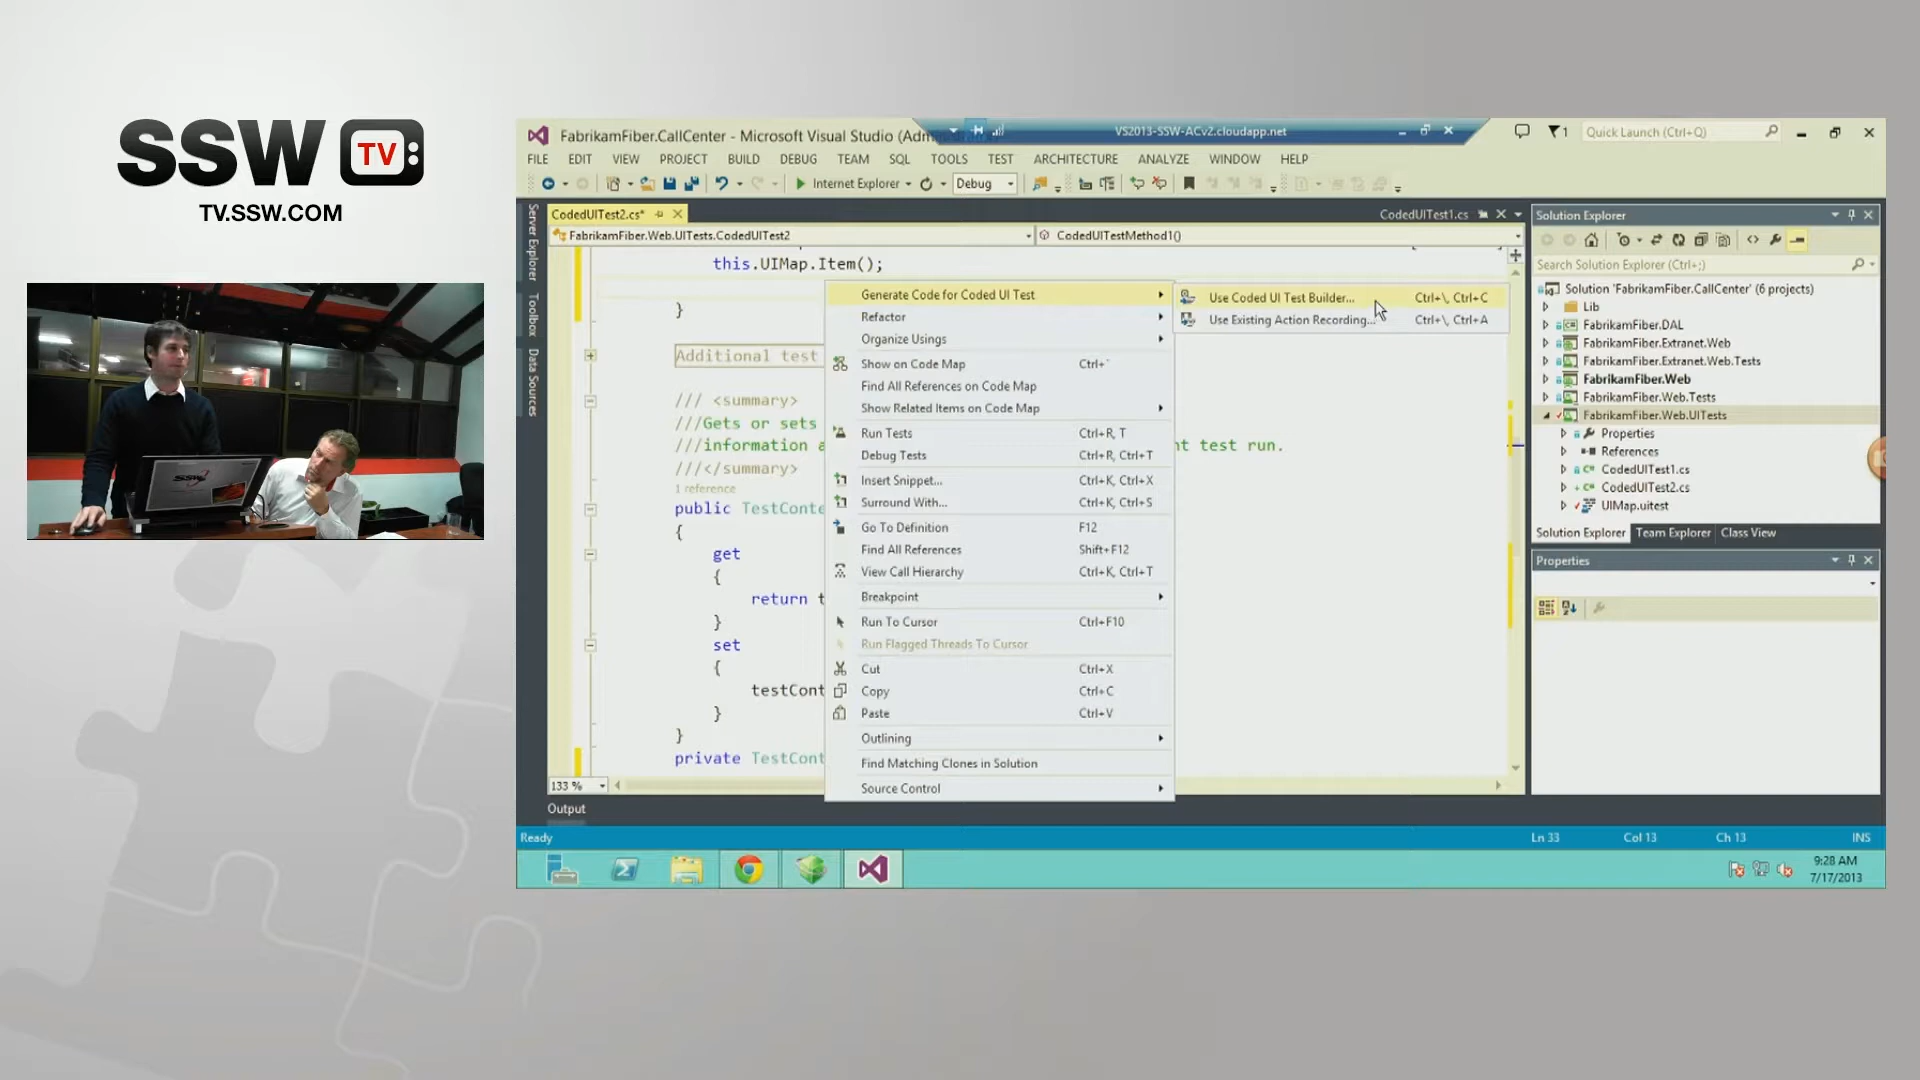 SSW TV:
TV.SSW.COM
SSW
FabrikamFiber.CallCenter - Microsoft Visual Studio (Adm
VS2013-SSW-ACv2.cloudapp.net
1
Quick Launch (Ctrl+Q)
FILE EDIT VIEW PROJECT BUILD DEBUG TEAM SQL TOOLS TEST ARCHITECTURE ANALYZE WINDOW HELP
Internet Explorer Debug
Server Explorer
Toolbox
Data Sources
CodedUITest2.cs*
CodedUITest1.cs
FabrikamFiber.Web.UITests.CodedUITest2
CodedUITestMethod1()
this.UIMap.Item();
}
Additional test
/// <summary>
///Gets or sets
///information a
nt test run.
///</summary>
1 reference
public TestConte
{
get
{
return t
}
set
{
testCont
}
}
private TestCont
133 %
Generate Code for Coded UI Test
Refactor
Organize Usings
Show on Code Map Ctrl+`
Find All References on Code Map
Show Related Items on Code Map
Run Tests Ctrl+R, T
Debug Tests Ctrl+R, Ctrl+T
Insert Snippet... Ctrl+K, Ctrl+X
Surround With... Ctrl+K, Ctrl+S
Go To Definition F12
Find All References Shift+F12
View Call Hierarchy Ctrl+K, Ctrl+T
Breakpoint
Run To Cursor Ctrl+F10
Run Flagged Threads To Cursor
Cut Ctrl+X
Copy Ctrl+C
Paste Ctrl+V
Outlining
Find Matching Clones in Solution
Source Control
Use Coded UI Test Builder... Ctrl+\, Ctrl+C
Use Existing Action Recording... Ctrl+\, Ctrl+A
Solution Explorer
Search Solution Explorer (Ctrl+;)
Solution 'FabrikamFiber.CallCenter' (6 projects)
Lib
FabrikamFiber.DAL
FabrikamFiber.Extranet.Web
FabrikamFiber.Extranet.Web.Tests
FabrikamFiber.Web
FabrikamFiber.Web.Tests
FabrikamFiber.Web.UITests
Properties
References
CodedUITest1.cs
CodedUITest2.cs
UIMap.uitest
Solution Explorer Team Explorer Class View
Properties
Output
Ready
Ln 33 Col 13 Ch 13 INS
9:28 AM
7/17/2013